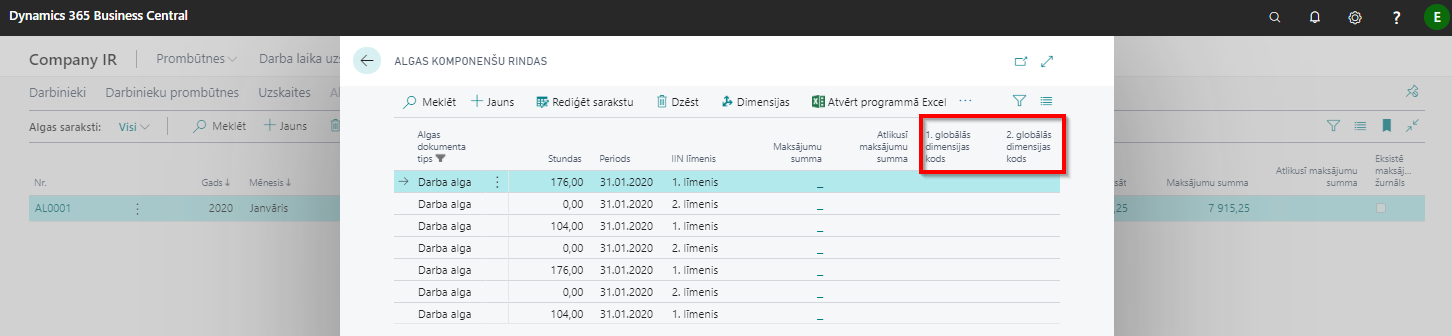 Dynamics 365 Business Central
E
Company IR
Prombūtnes
Darba laika uzs
Darbinieki
Darbinieku prombūtnes
Uzskaites
Algas saraksti:
Visi
Meklēt
Jauns
Nr.
Gads
Mēnesis
AL0001
2020
Janvāris
ALGAS KOMPONENŠU RINDAS
Meklēt
Jauns
Rediģēt sarakstu
Dzēst
Dimensijas
Atvērt programmā Excel
Algas dokumenta tips
Stundas
Periods
IIN līmenis
Maksājumu summa
Atlikusī maksājumu summa
1. globālās dimensijas kods
2. globālās dimensijas kods
Darba alga 176,00 31.01.2020 1. līmenis _
Darba alga 0,00 31.01.2020 2. līmenis _
Darba alga 104,00 31.01.2020 1. līmenis _
Darba alga 0,00 31.01.2020 2. līmenis _
Darba alga 176,00 31.01.2020 1. līmenis _
Darba alga 0,00 31.01.2020 2. līmenis _
Darba alga 104,00 31.01.2020 1. līmenis _
sāt
Maksājumu summa
Atlikusī maksājumu summa
Eksistē maksāj... žurnāls
,25
7 915,25